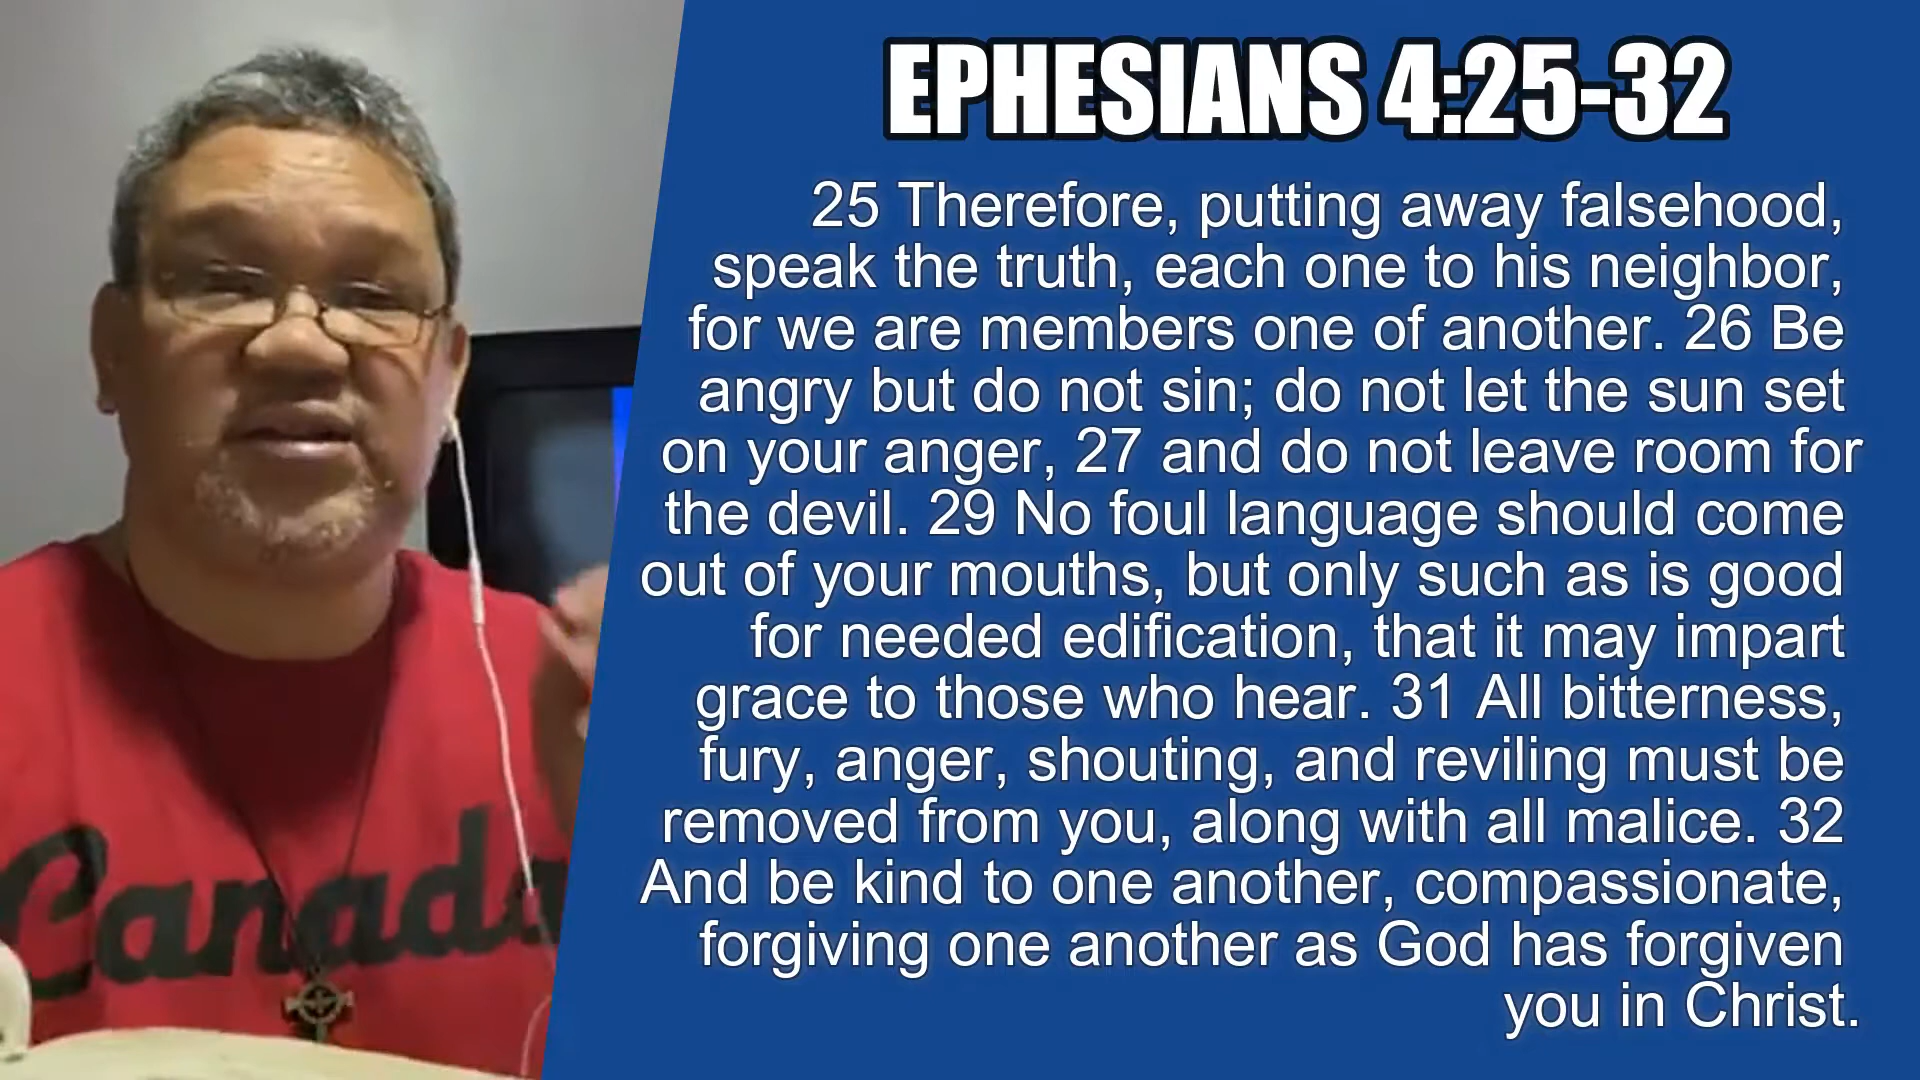 EPHESIANS 4:25-32
25 Therefore, putting away falsehood,
speak the truth, each one to his neighbor,
for we are members one of another. 26 Be
angry but do not sin; do not let the sun set
on your anger, 27 and do not leave room for
the devil. 29 No foul language should come
out of your mouths, but only such as is good
for needed edification, that it may impart
grace to those who hear. 31 All bitterness,
fury, anger, shouting, and reviling must be
removed from you, along with all malice. 32
And be kind to one another, compassionate,
forgiving one another as God has forgiven
you in Christ.
Canada